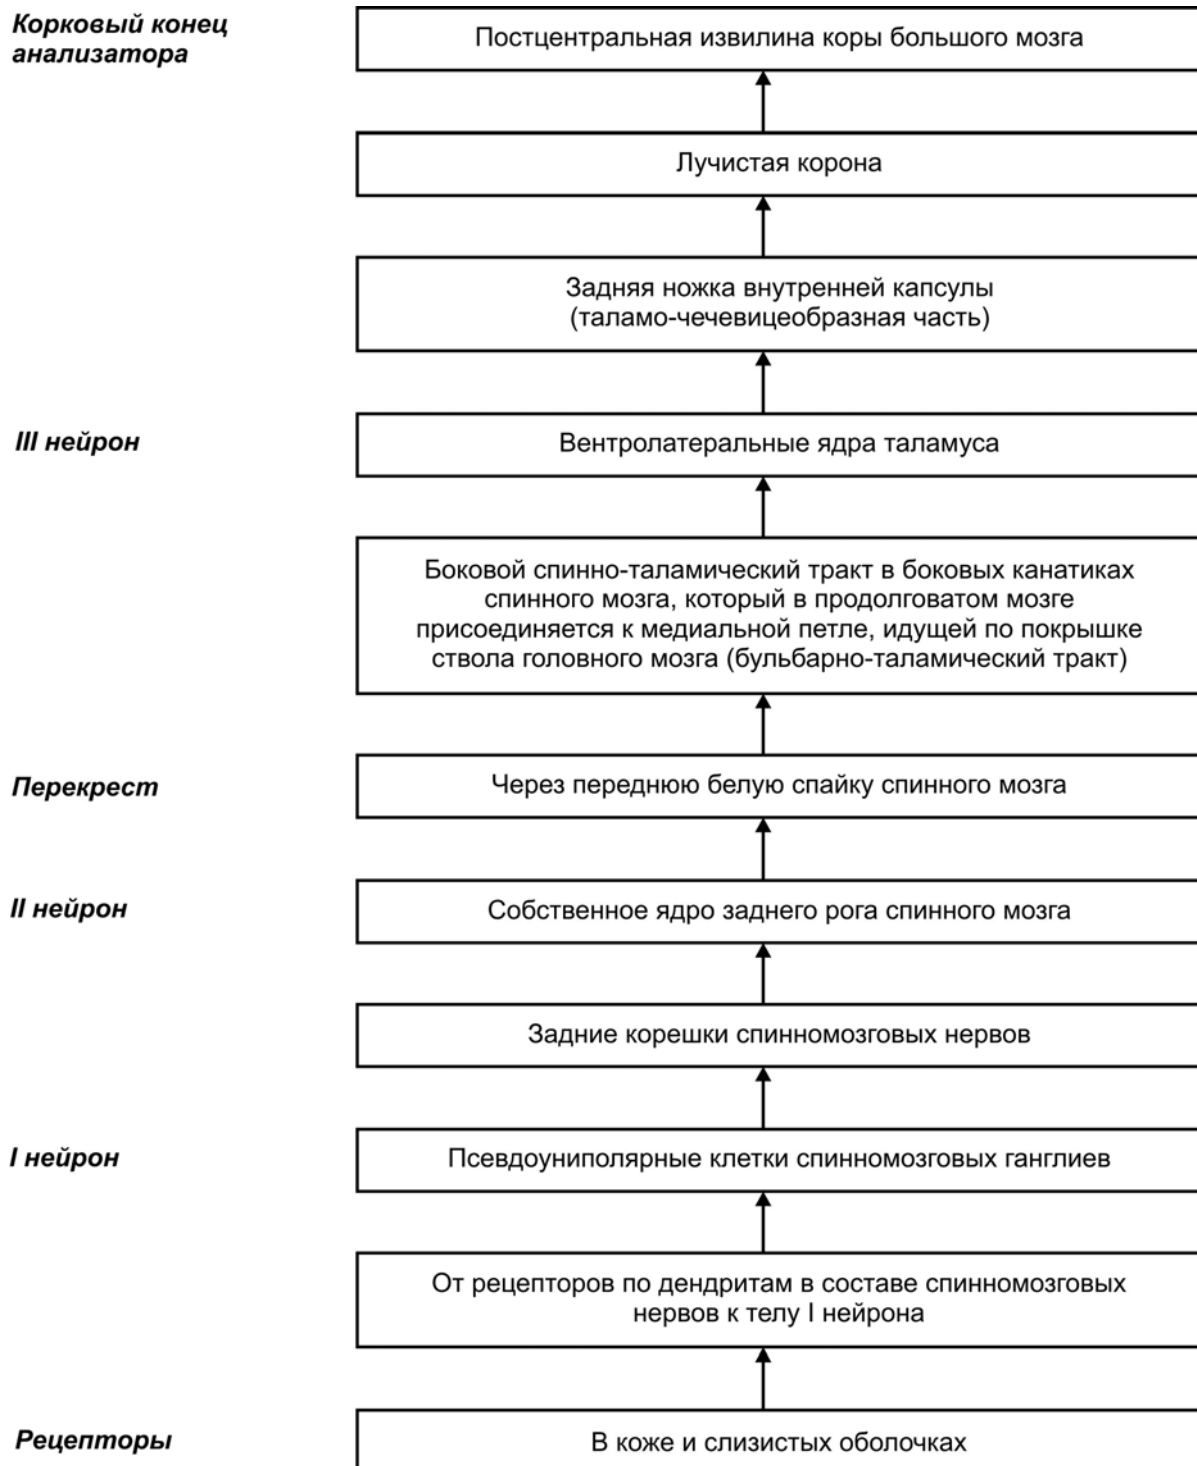 Корковый конец
анализатора
Постцентральная извилина коры большого мозга
Лучистая корона
Задняя ножка внутренней капсулы
(таламо-чечевицеобразная часть)
III нейрон
Вентролатеральные ядра таламуса
Боковой спинно-таламический тракт в боковых канатиках
спинного мозга, который в продолговатом мозге
присоединяется к медиальной петле, идущей по покрышке
ствола головного мозга (бульбарно-таламический тракт)
Перекрест
Через переднюю белую спайку спинного мозга
II нейрон
Собственное ядро заднего рога спинного мозга
Задние корешки спинномозговых нервов
I нейрон
Псевдоуниполярные клетки спинномозговых ганглиев
От рецепторов по дендритам в составе спинномозговых
нервов к телу I нейрона
Рецепторы
В коже и слизистых оболочках